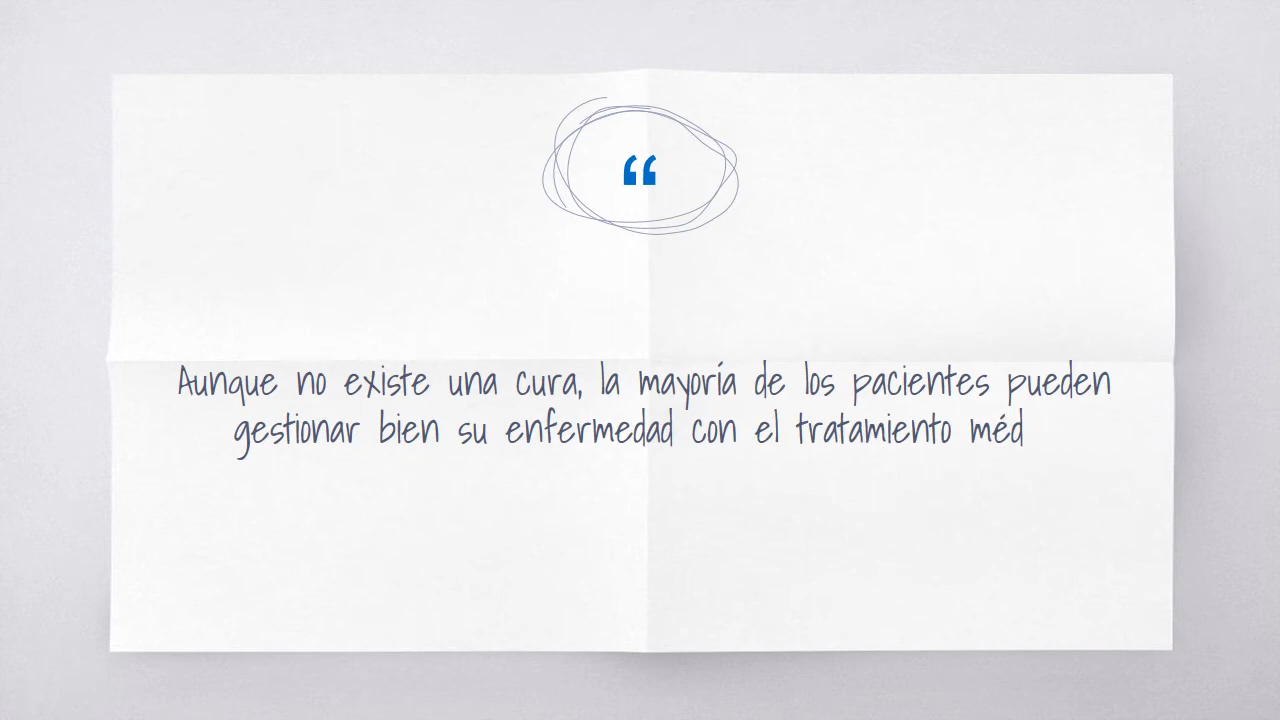 “
Aunque no existe una cura, la mayoría de los pacientes pueden
gestionar bien su enfermedad con el tratamiento méd